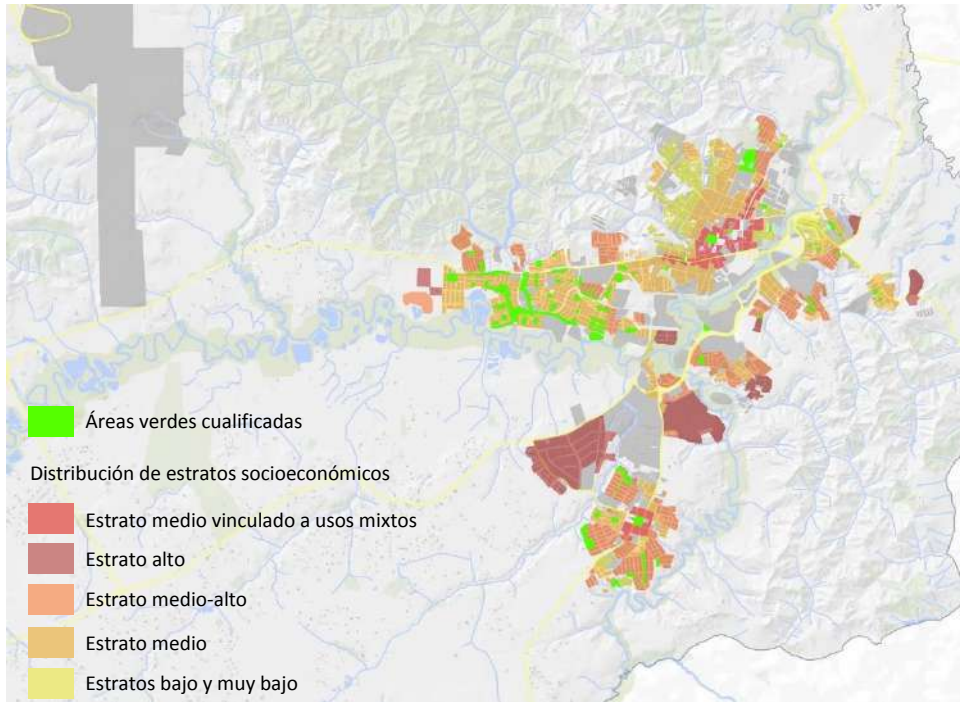 Áreas verdes cualificadas
Distribución de estratos socioeconómicos
Estrato medio vinculado a usos mixtos
Estrato alto
Estrato medio-alto
Estrato medio
Estratos bajo y muy bajo